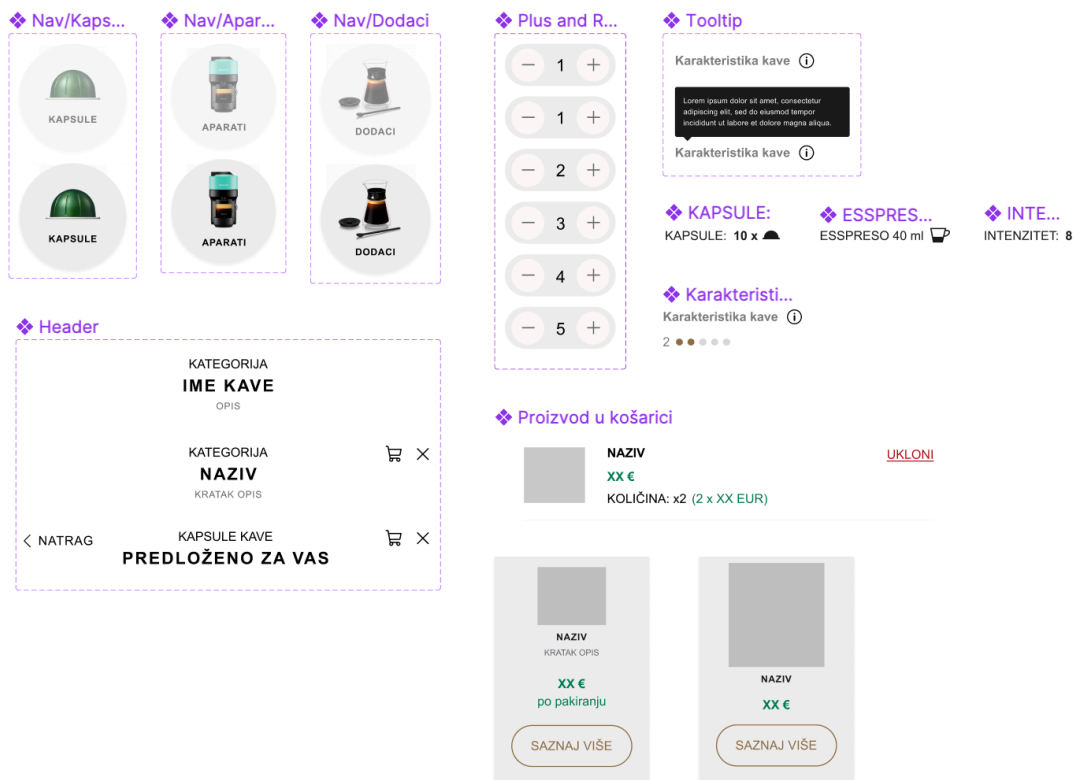 Nav/Kaps...
KAPSULE
KAPSULE
Nav/Apar...
APARATI
APARATI
Nav/Dodaci
DODACI
DODACI
Header
KATEGORIJA
IME KAVE
OPIS
KATEGORIJA
NAZIV
KRATAK OPIS
NATRAG
KAPSULE KAVE
PREDLOŽENO ZA VAS
Plus and R...
1
1
2
3
4
5
Tooltip
Karakteristika kave
Lorem ipsum dolor sit amet, consectetur
adipiscing elit, sed do eiusmod tempor
incididunt ut labore et dolore magna aliqua.
Karakteristika kave
KAPSULE:
KAPSULE: 10 x
ESSPRES...
ESSPRESO 40 ml
INTE...
INTENZITET: 8
Karakteristi...
Karakteristika kave
2
Proizvod u košarici
NAZIV
UKLONI
XX €
KOLIČINA: x2 (2 x XX EUR)
NAZIV
KRATAK OPIS
XX €
po pakiranju
SAZNAJ VIŠE
NAZIV
XX €
SAZNAJ VIŠE